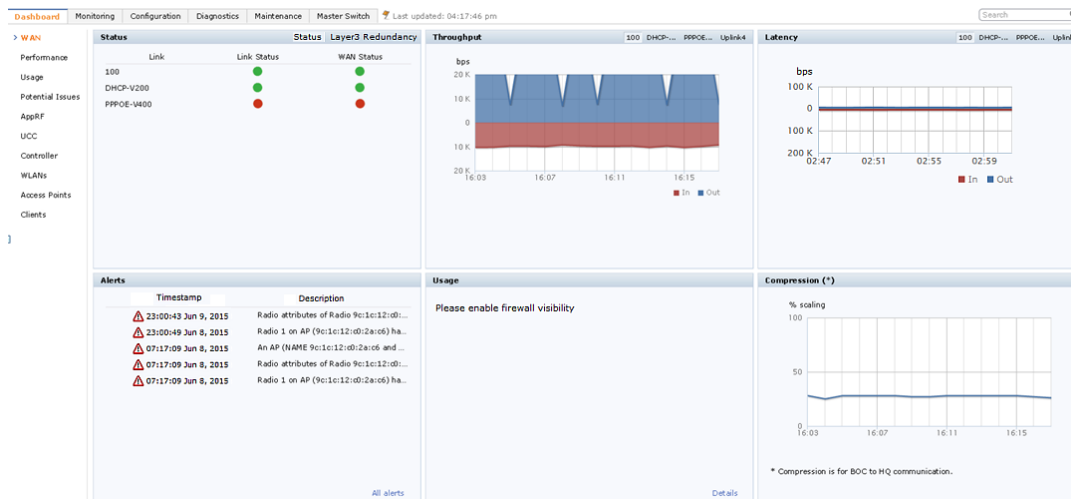 Dashboard Monitoring Configuration Diagnostics Maintenance Master Switch Last updated: 04:17:46 pm Search
WAN
Performance
Usage
Potential Issues
AppRF
UCC
Controller
WLANs
Access Points
Clients
Status Status Layer3 Redundancy
Link Link Status WAN Status
100
DHCP-V200
PPPOE-V400
Throughput 100 DHCP-... PPPOE... Uplink4
bps
20 K
10 K
0
10 K
20 K
16:03 16:07 16:11 16:15
In Out
Latency 100 DHCP-... PPPOE... Uplin
bps
100 K
0
100 K
200 K
02:47 02:51 02:55 02:59
In Out
Alerts
Timestamp Description
23:00:43 Jun 9, 2015 Radio attributes of Radio 9c:1c:12:c0:...
23:00:49 Jun 8, 2015 Radio 1 on AP (9c:1c:12:c0:2a:c6) ha...
07:17:09 Jun 8, 2015 An AP (NAME 9c:1c:12:c0:2a:c6 and ...
07:17:09 Jun 8, 2015 Radio attributes of Radio 9c:1c:12:c0:...
07:17:09 Jun 8, 2015 Radio 1 on AP (9c:1c:12:c0:2a:c6) ha...
All alerts
Usage
Please enable firewall visibility
Details
Compression (*)
% scaling
100
50
0
16:03 16:07 16:11 16:15
* Compression is for BOC to HQ communication.